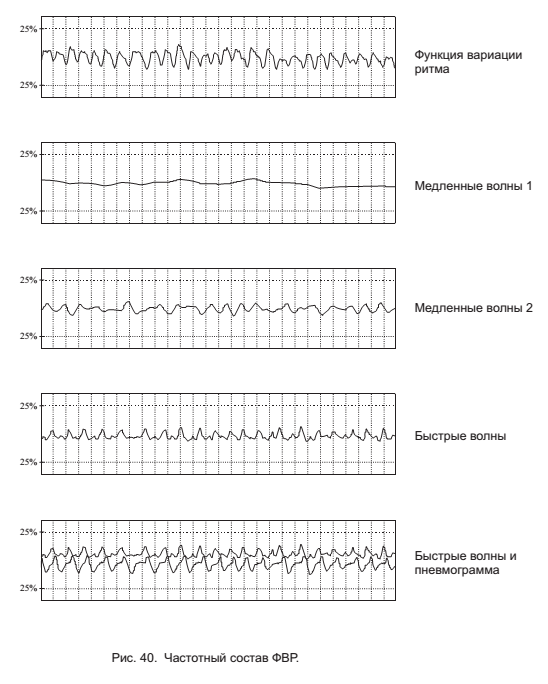 25%
25%
Функция вариации
ритма
25%
25%
Медленные волны 1
25%
25%
Медленные волны 2
25%
25%
Быстрые волны
25%
25%
Быстрые волны и
пневмограмма
Рис. 40. Частотный состав ФВР.